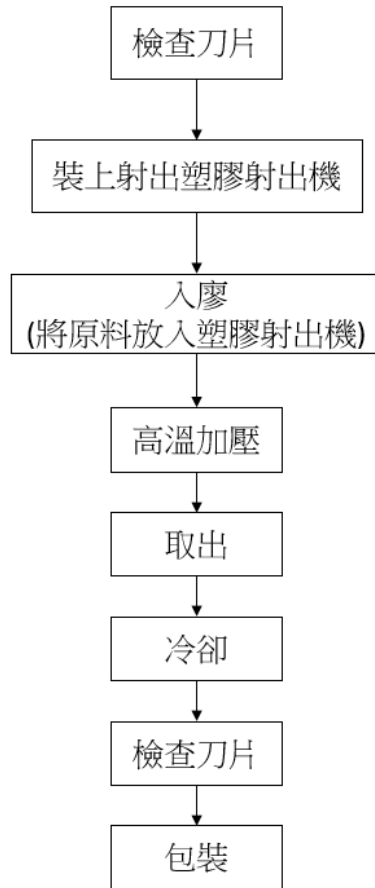 檢查刀片
裝上射出塑膠射出機
入廖
(將原料放入塑膠射出機)
高溫加壓
取出
冷卻
檢查刀片
包裝